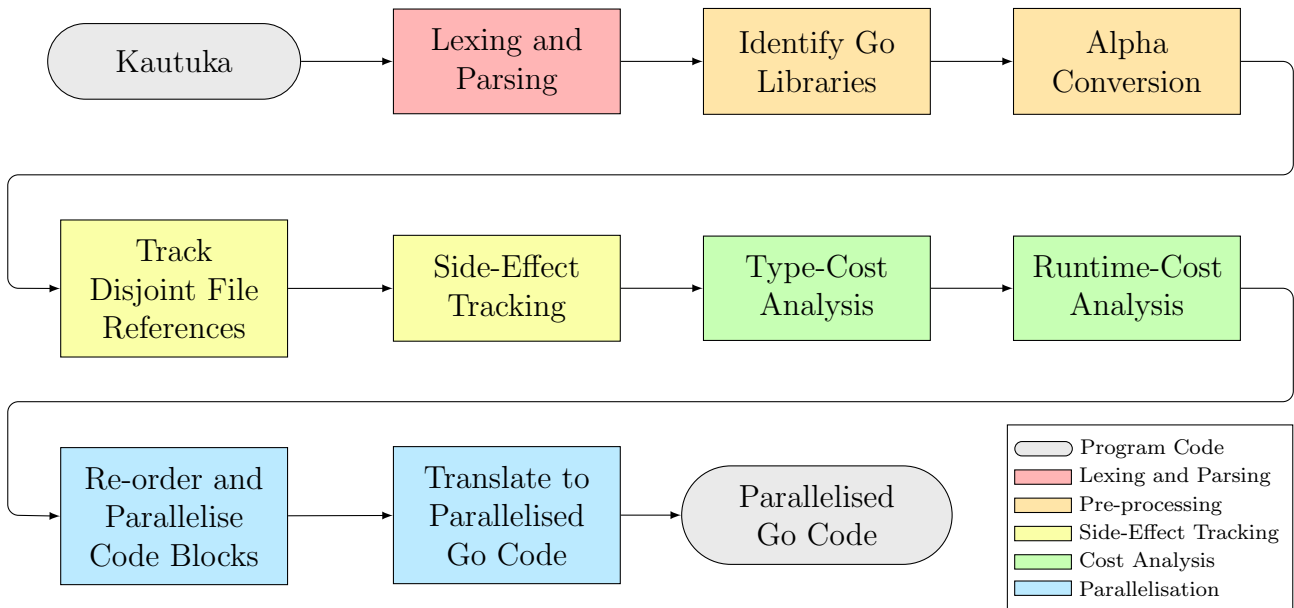 Kautuka
Lexing and
Parsing
Identify Go
Libraries
Alpha
Conversion
Track
Disjoint File
References
Side-Effect
Tracking
Type-Cost
Analysis
Runtime-Cost
Analysis
Re-order and
Parallelise
Code Blocks
Translate to
Parallelised
Go Code
Parallelised
Go Code
Program Code
Lexing and Parsing
Pre-processing
Side-Effect Tracking
Cost Analysis
Parallelisation